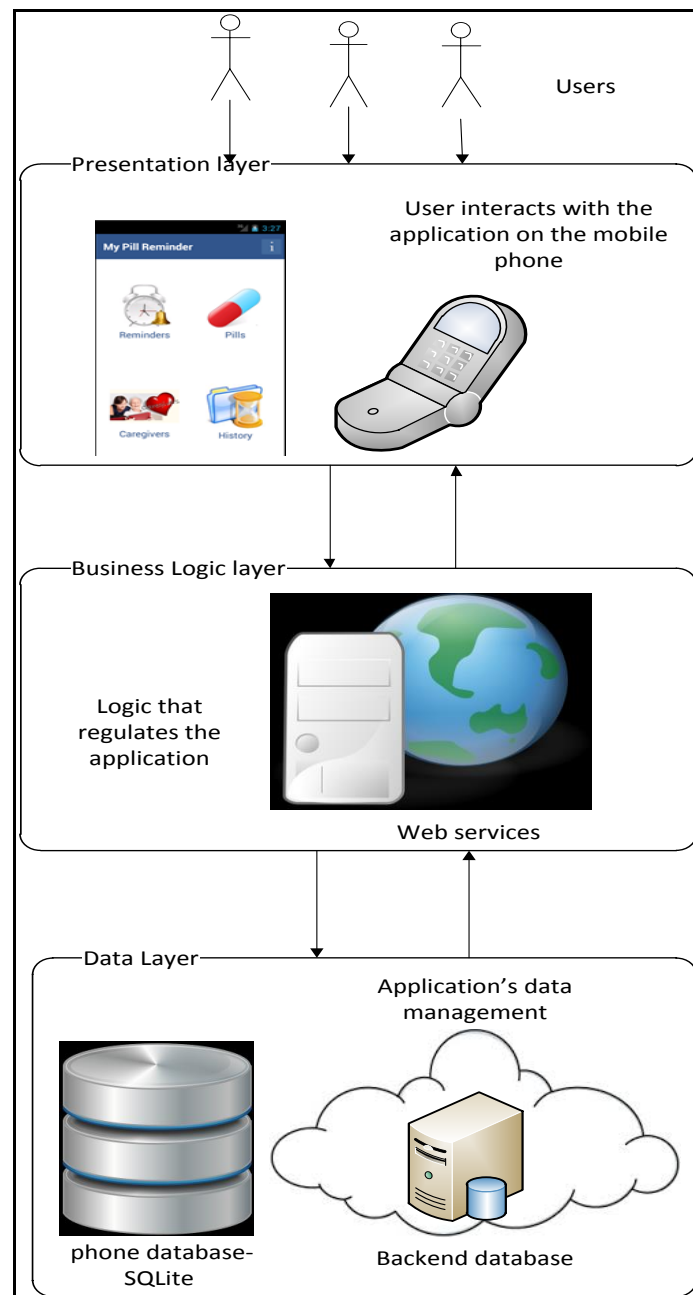 Users
Presentation layer
3:27
My Pill Reminder
i
Reminders
Pills
Caregivers
History
User interacts with the
application on the mobile
phone
Business Logic layer
Logic that
regulates the
application
Web services
Data Layer
Application’s data
management
phone database-
SQLite
Backend database